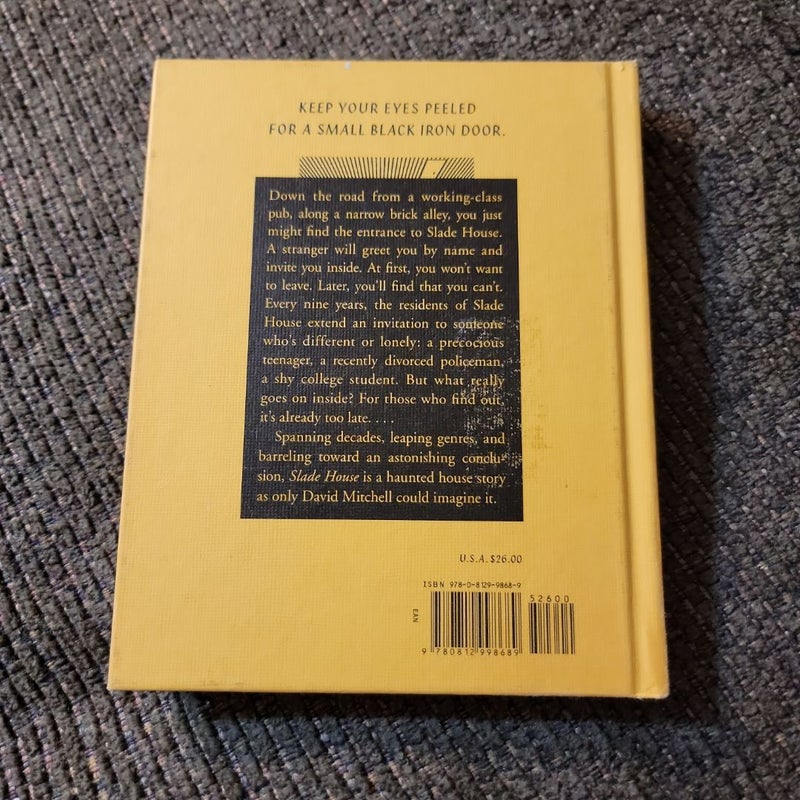 KEEP YOUR EYES PEELED
FOR A SMALL BLACK IRON DOOR.
Down the road from a working-class
pub, along a narrow brick alley, you just
might find the entrance to Slade House.
A stranger will greet you by name and
invite you inside. At first, you won't want
to leave. Later, you'll find that you can't.
Every nine years, the residents of Slade
House extend an invitation to someone
who's different or lonely: a precocious
teenager, a recently divorced policeman,
a shy college student. But what really
goes on inside? For those who find out,
it's already too late. . . .
Spanning decades, leaping genres, and
barreling toward an astonishing conclu-
sion, Slade House is a haunted house story
as only David Mitchell could imagine it.
U.S.A. $26.00
ISBN 978-0-8129-9868-9
52600
EAN
9 780812 998689